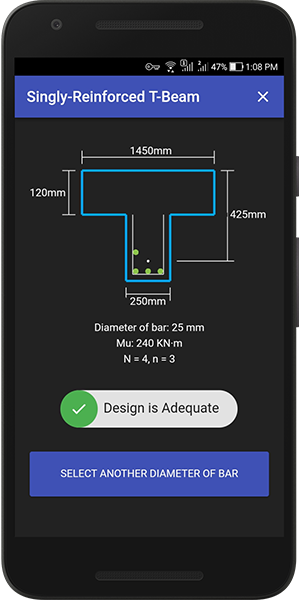 47% 1:08 PM
Singly-Reinforced T-Beam
1450mm
120mm
425mm
250mm
Diameter of bar: 25 mm
Mu: 240 KN·m
N = 4, n = 3
Design is Adequate
SELECT ANOTHER DIAMETER OF BAR